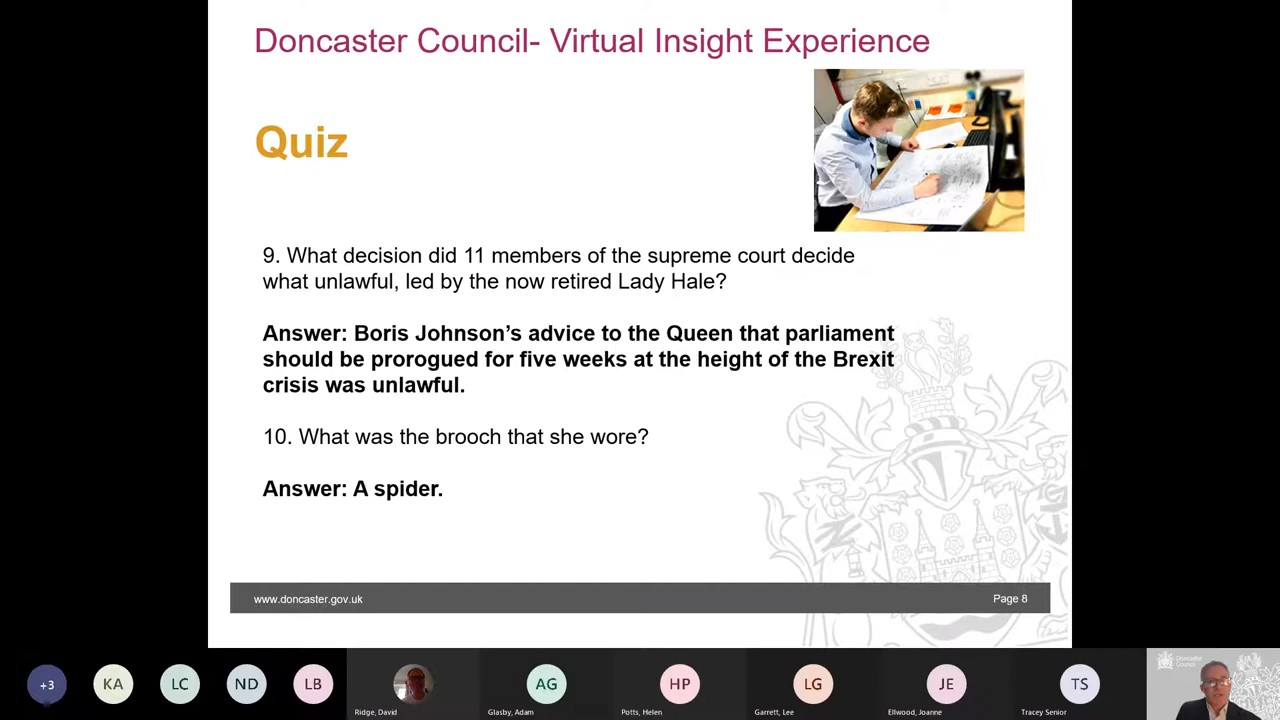 Doncaster Council- Virtual Insight Experience
Quiz
9. What decision did 11 members of the supreme court decide
what unlawful, led by the now retired Lady Hale?
Answer: Boris Johnson's advice to the Queen that parliament
should be prorogued for five weeks at the height of the Brexit
crisis was unlawful.
10. What was the brooch that she wore?
Answer: A spider.
www.doncaster.gov.uk
Page 8
+3
KA
LC
ND
LB
Ridge, David
AG
Glasby, Adam
HP
Potts, Helen
LG
Garrett, Lee
JE
Ellwood, Joanne
TS
Tracey Senior
Doncaster
Council